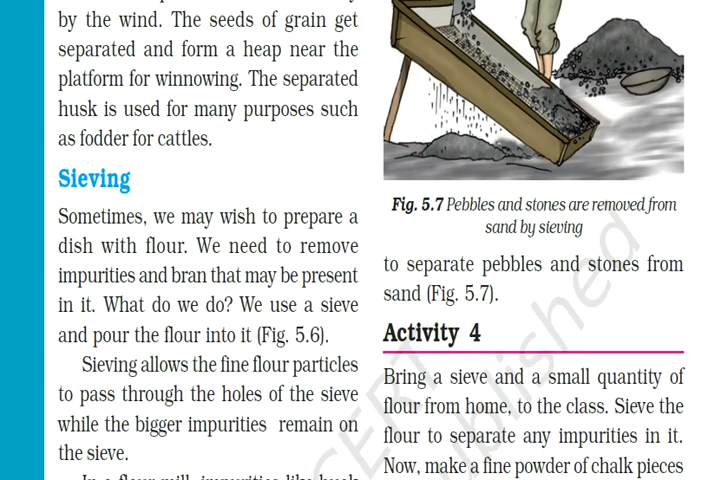 by the wind. The seeds of grain get
separated and form a heap near the
platform for winnowing. The separated
husk is used for many purposes such
as fodder for cattles.
Sieving
Sometimes, we may wish to prepare a
dish with flour. We need to remove
impurities and bran that may be present
in it. What do we do? We use a sieve
and pour the flour into it (Fig. 5.6).
Sieving allows the fine flour particles
to pass through the holes of the sieve
while the bigger impurities remain on
the sieve.
In a flour mill, impurities like husk
Fig. 5.7 Pebbles and stones are removed from
sand by sieving
to separate pebbles and stones from
sand (Fig. 5.7).
Activity 4
Bring a sieve and a small quantity of
flour from home, to the class. Sieve the
flour to separate any impurities in it.
Now, make a fine powder of chalk pieces